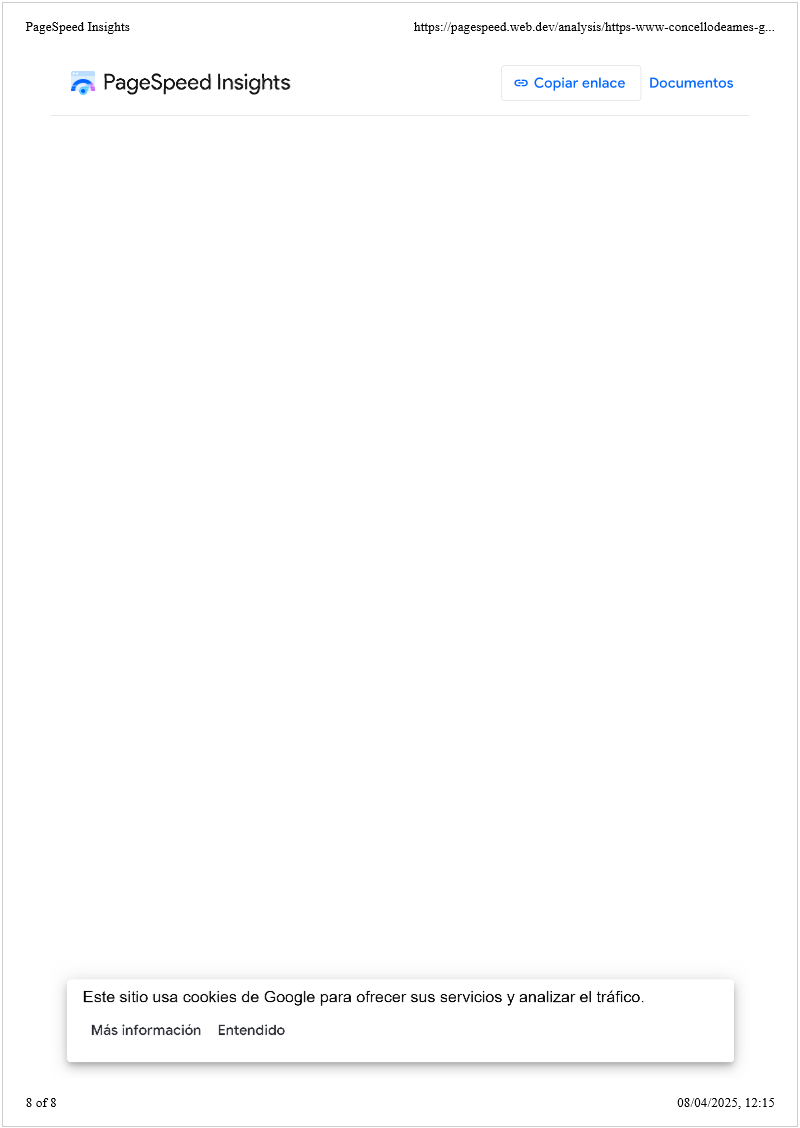 PageSpeed Insights https://pagespeed.web.dev/analysis/https-www-concellodeames-g...
PageSpeed Insights Copiar enlace Documentos
Este sitio usa cookies de Google para ofrecer sus servicios y analizar el tráfico.
Más información Entendido
8 of 8 08/04/2025, 12:15